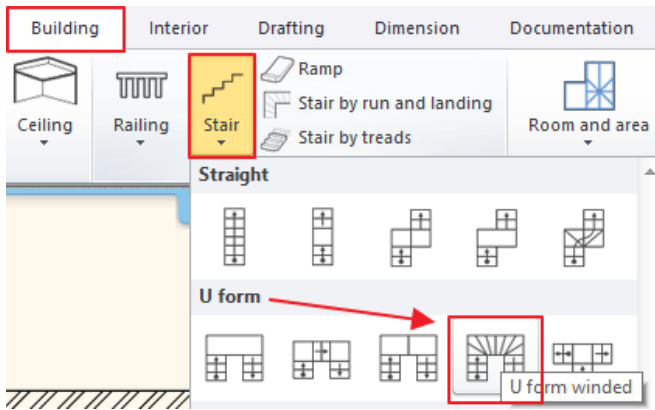 Building Interior Drafting Dimension Documentation
Ramp
Stair by run and landing
Stair by treads
Ceiling Railing Stair Room and area
Straight
U form
U form winded